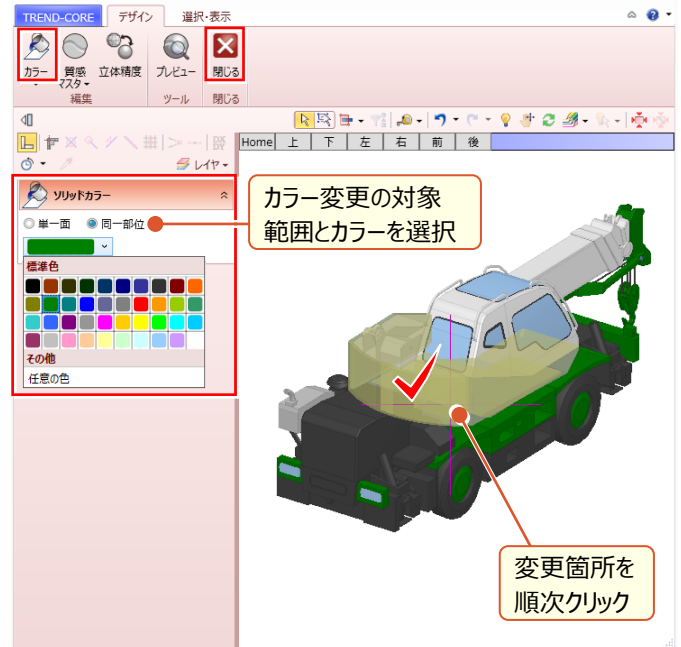 TREND-CORE デザイン 選択・表示
カラー 質感マスタ 立体精度 プレビュー 閉じる
編集 ツール 閉じる
Home 上 下 左 右 前 後
レイヤ
ソリッドカラー
単一面 同一部位
標準色
その他
任意の色
カラー変更の対象
範囲とカラーを選択
変更箇所を
順次クリック